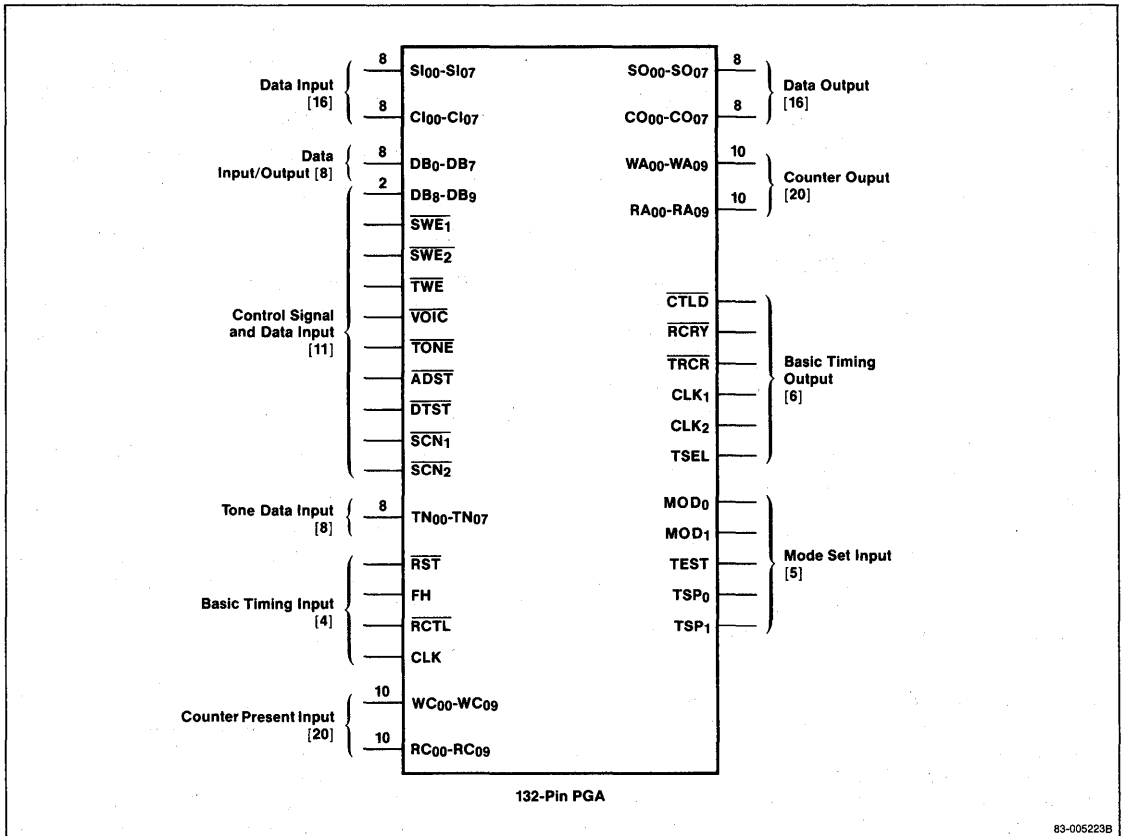 8
SI00-SI07
SO00-SO07
8
Data Input
[16]
Data Output
[16]
8
CI00-CI07
CO00-CO07
8
Data
Input/Output [8]
8
DB0-DB7
WA00-WA09
10
Counter Ouput
[20]
2
DB8-DB9
RA00-RA09
10
SWE1
SWE2
TWE
VOIC
TONE
ADST
DTST
SCN1
SCN2
Control Signal
and Data Input
[11]
CTLD
RCRY
TRCR
CLK1
CLK2
TSEL
Basic Timing
Output
[6]
Tone Data Input
[8]
8
TN00-TN07
MOD0
MOD1
TEST
TSP0
TSP1
Mode Set Input
[5]
Basic Timing Input
[4]
RST
FH
RCTL
CLK
Counter Present Input
[20]
10
WC00-WC09
10
RC00-RC09
132-Pin PGA
83-005223B